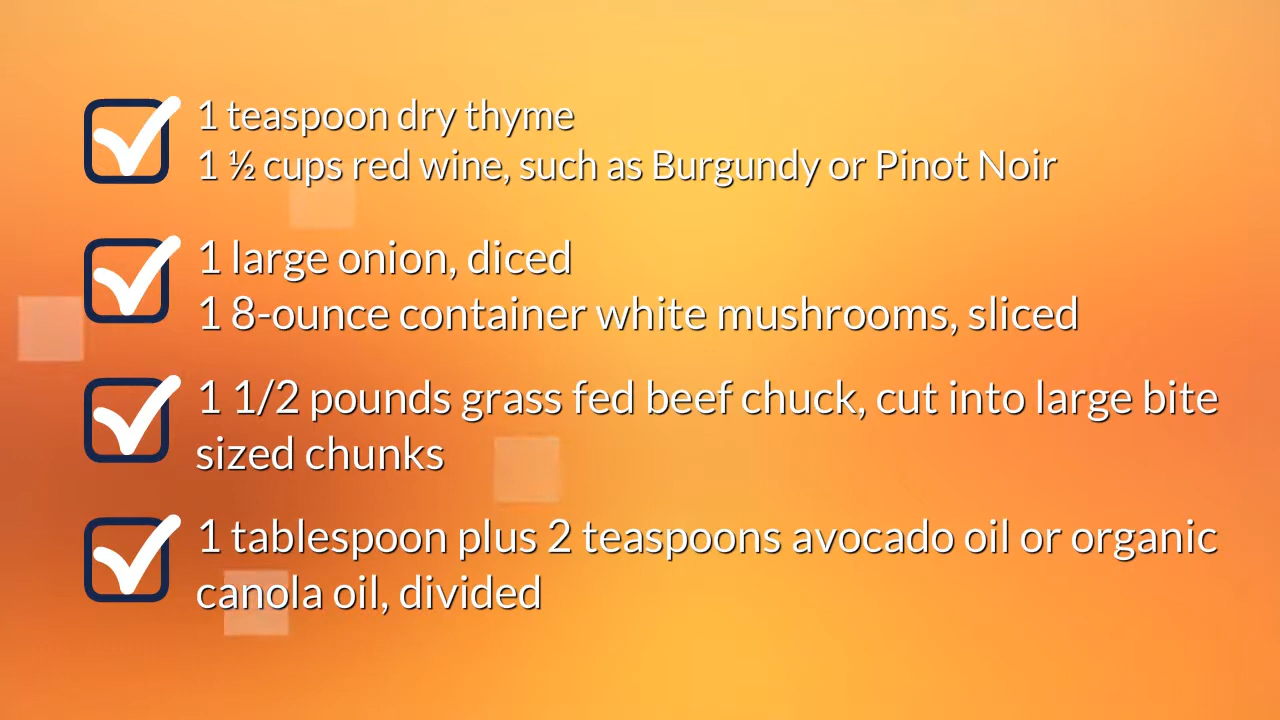 1 teaspoon dry thyme
1 ½ cups red wine, such as Burgundy or Pinot Noir
1 large onion, diced
1 8-ounce container white mushrooms, sliced
1 1/2 pounds grass fed beef chuck, cut into large bite
sized chunks
1 tablespoon plus 2 teaspoons avocado oil or organic
canola oil, divided